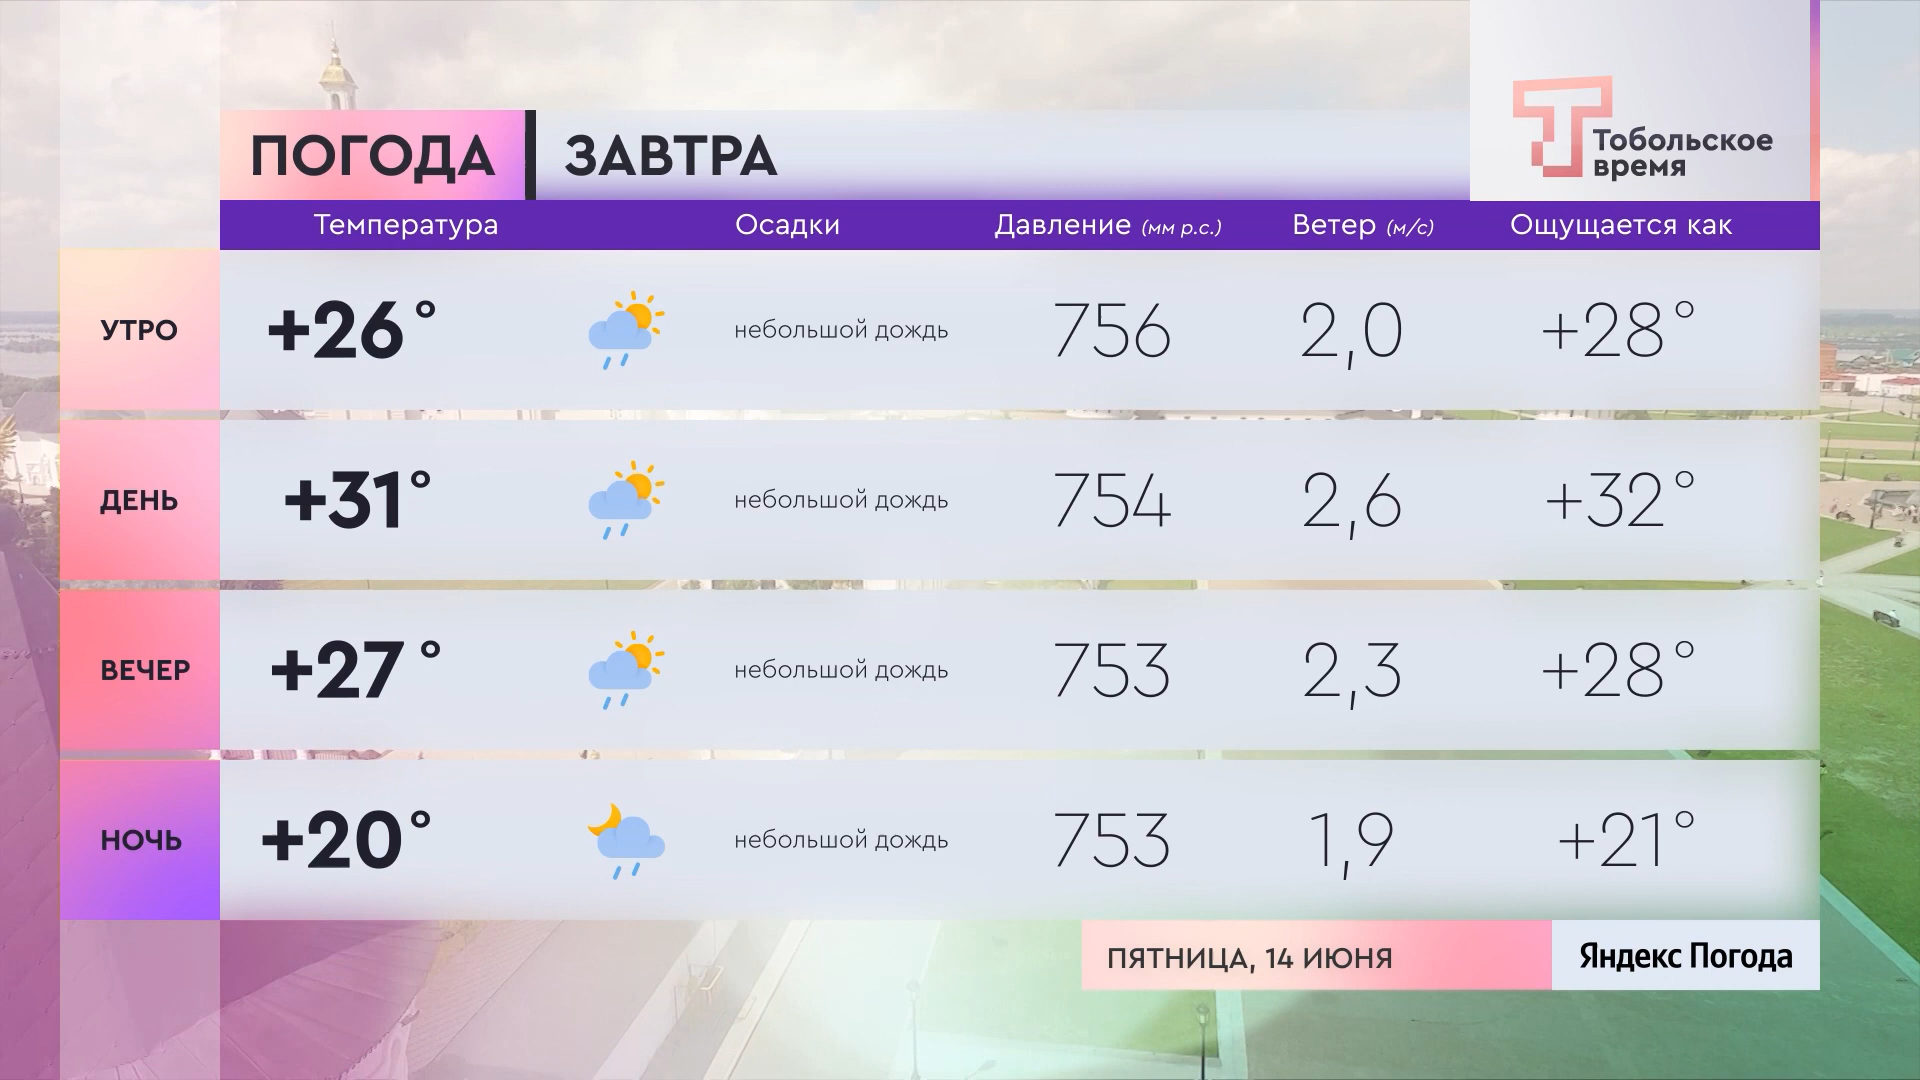 Тобольское
время
ПОГОДА ЗАВТРА
Температура Осадки Давление (мм р.с.) Ветер (м/с) Ощущается как
УТРО +26° небольшой дождь 756 2,0 +28°
ДЕНЬ +31° небольшой дождь 754 2,6 +32°
ВЕЧЕР +27° небольшой дождь 753 2,3 +28°
НОЧЬ +20° небольшой дождь 753 1,9 +21°
ПЯТНИЦА, 14 ИЮНЯ Яндекс Погода